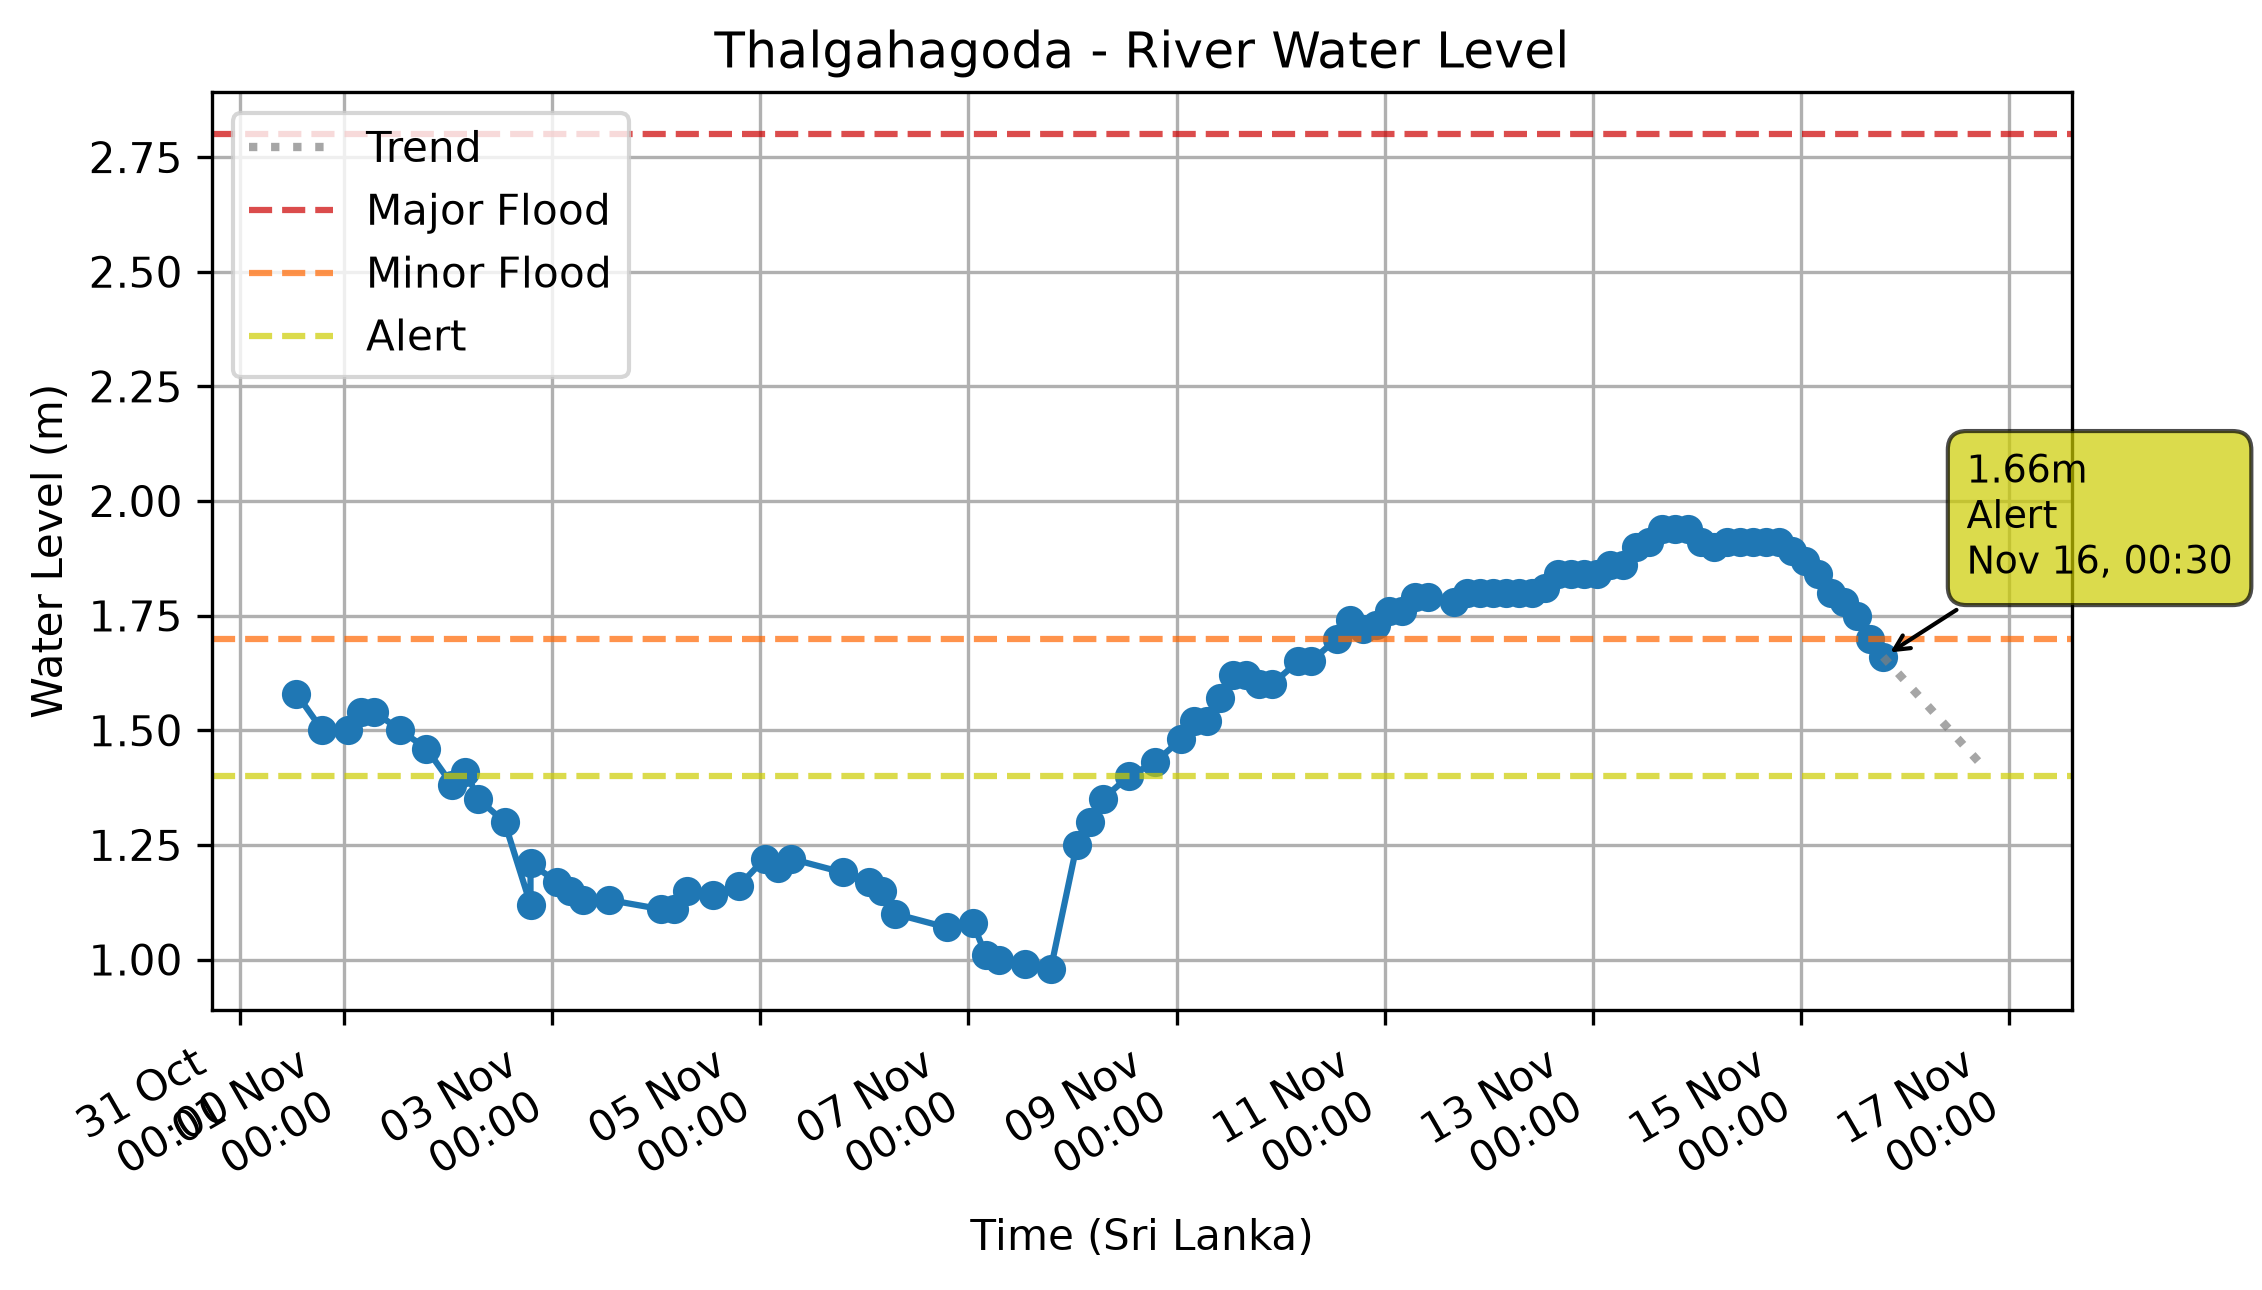 Thalgahagoda - River Water Level
Trend
Major Flood
Minor Flood
Alert
2.75
2.50
2.25
2.00
1.75
1.50
1.25
1.00
Water Level (m)
1.66m
Alert
Nov 16, 00:30
31 Oct
00:00
01 Nov
00:00
03 Nov
00:00
05 Nov
00:00
07 Nov
00:00
09 Nov
00:00
11 Nov
00:00
13 Nov
00:00
15 Nov
00:00
17 Nov
00:00
Time (Sri Lanka)